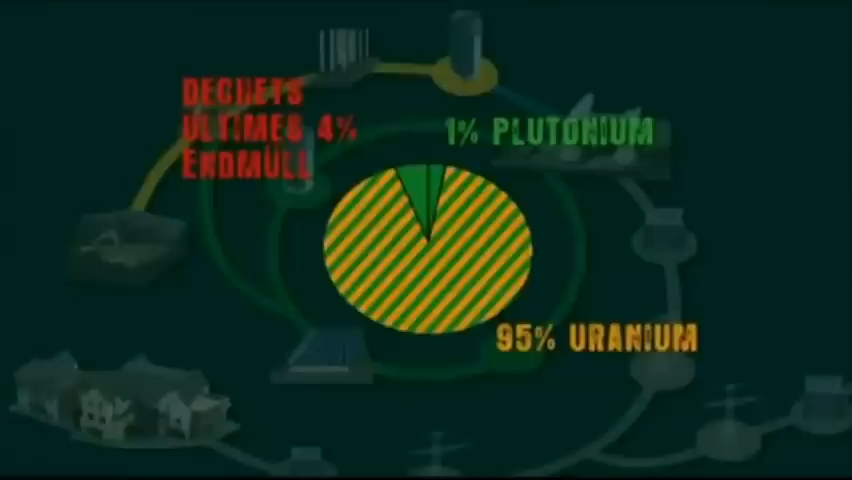 DECHETS
ULTIMES 4%
ENDMÜLL
1% PLUTONIUM
95% URANIUM